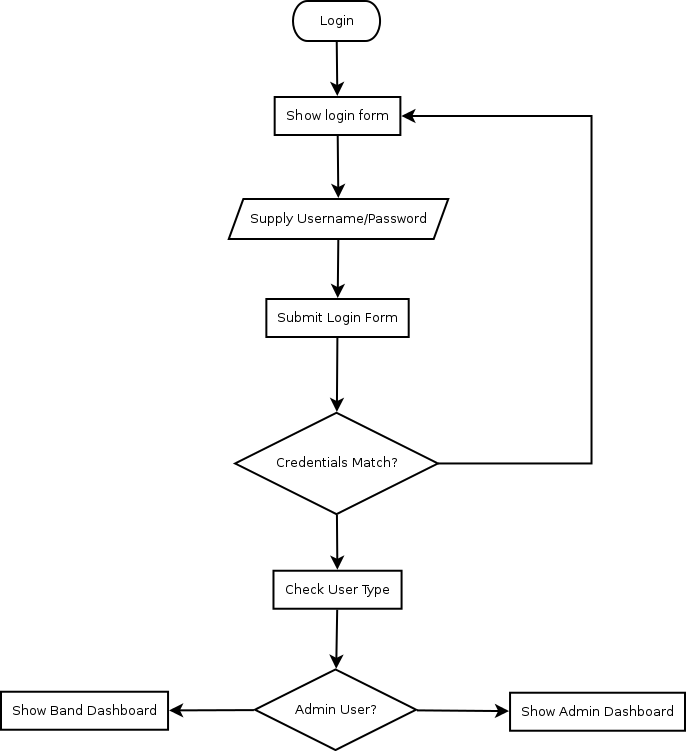 Login
Show login form
Supply Username/Password
Submit Login Form
Credentials Match?
Check User Type
Admin User?
Show Band Dashboard
Show Admin Dashboard